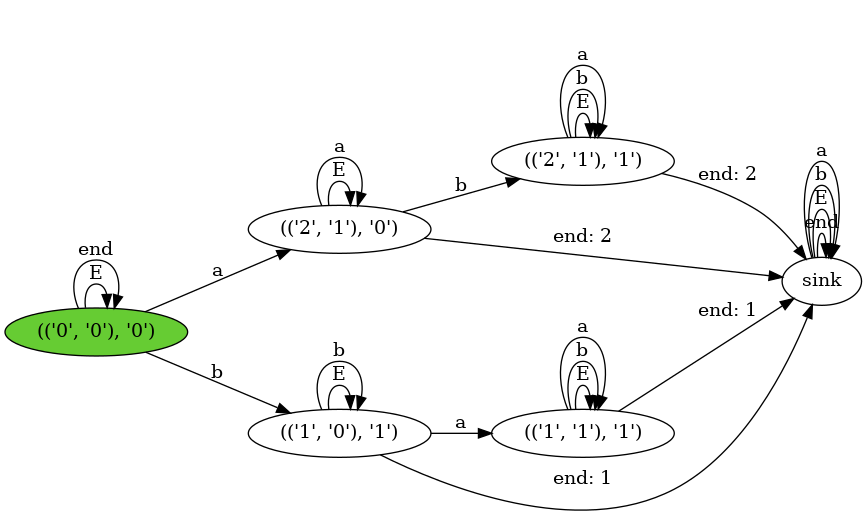 a
b
E
(('2', '1'), '1')
end: 2
a
b
E
end
sink
a
E
(('2', '1'), '0')
b
end: 2
end
E
(('0', '0'), '0')
a
b
b
E
(('1', '0'), '1')
a
a
b
E
(('1', '1'), '1')
end: 1
end: 1